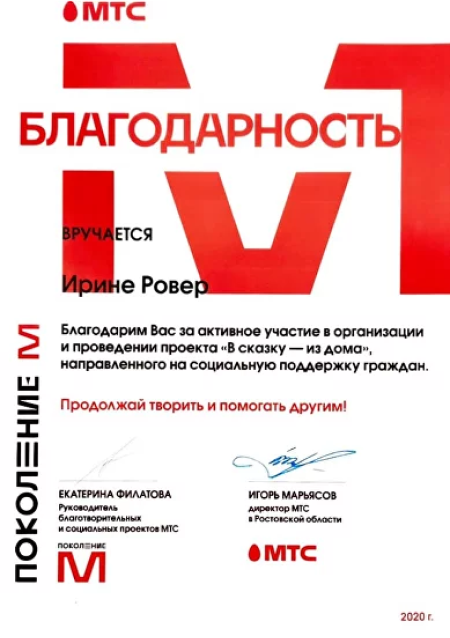 МТС
БЛАГОДАРНОСТЬ
ВРУЧАЕТСЯ
Ирине Ровер
Благодарим Вас за активное участие в организации
и проведении проекта «В сказку — из дома»,
направленного на социальную поддержку граждан.
Продолжай творить и помогать другим!
ЕКАТЕРИНА ФИЛАТОВА
Руководитель
благотворительных
и социальных проектов МТС
ИГОРЬ МАРЬЯСОВ
директор МТС
в Ростовской области
ПОКОЛЕНИЕ
М
МТС
ПОКОЛЕНИЕ М
2020 г.